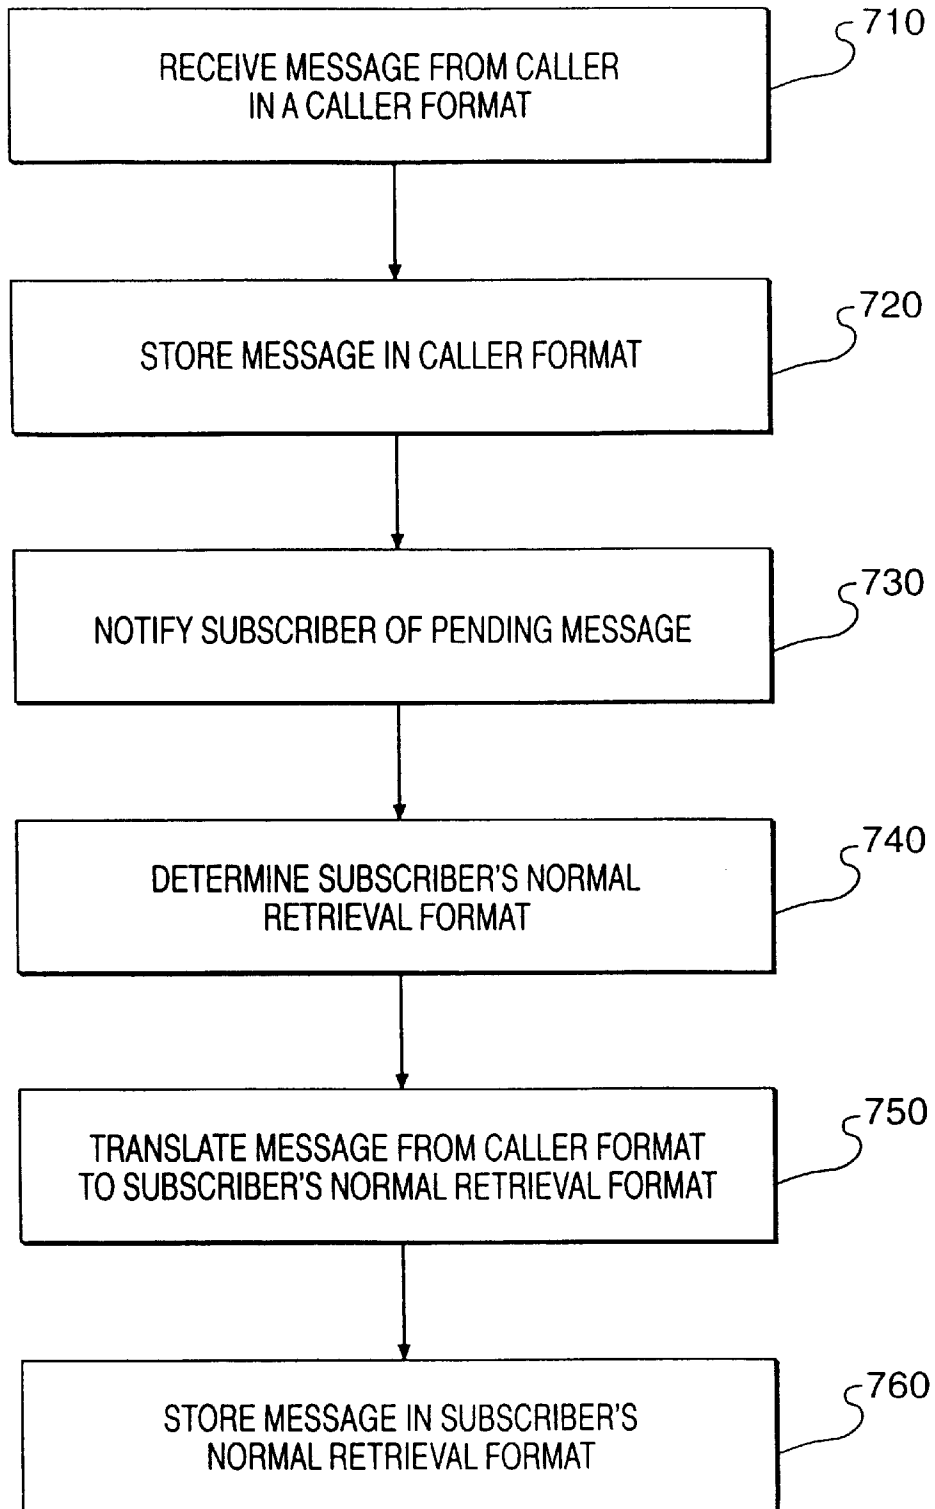 710
RECEIVE MESSAGE FROM CALLER
IN A CALLER FORMAT
720
STORE MESSAGE IN CALLER FORMAT
730
NOTIFY SUBSCRIBER OF PENDING MESSAGE
740
DETERMINE SUBSCRIBER'S NORMAL
RETRIEVAL FORMAT
750
TRANSLATE MESSAGE FROM CALLER FORMAT
TO SUBSCRIBER'S NORMAL RETRIEVAL FORMAT
760
STORE MESSAGE IN SUBSCRIBER'S
NORMAL RETRIEVAL FORMAT